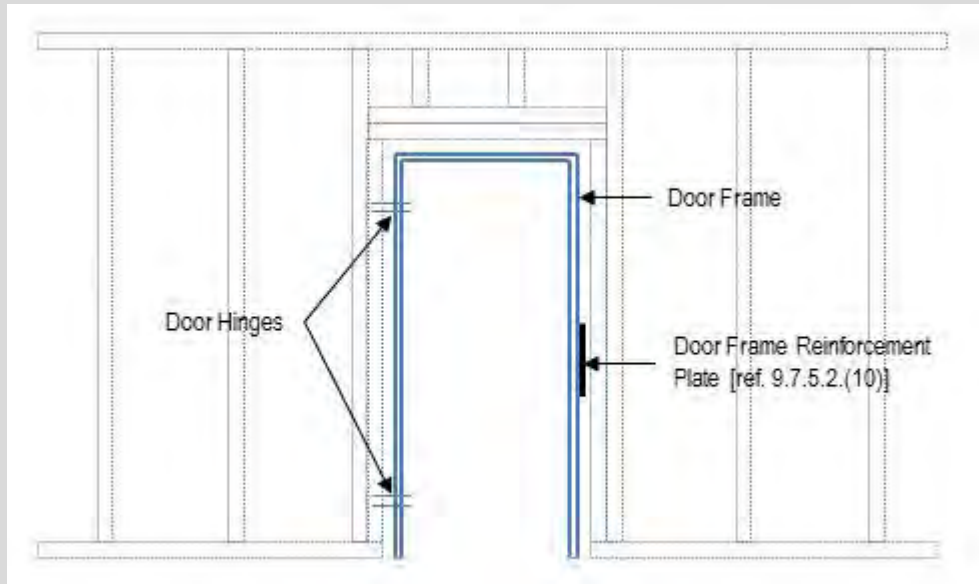 Door Frame
Door Hinges
Door Frame Reinforcement
Plate [ref. 9.7.5.2.(10)]